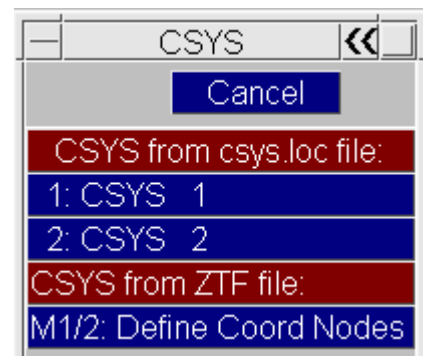 CSYS
Cancel
CSYS from csys.loc file:
1: CSYS 1
2: CSYS 2
CSYS from ZTF file:
M1/2: Define Coord Nodes